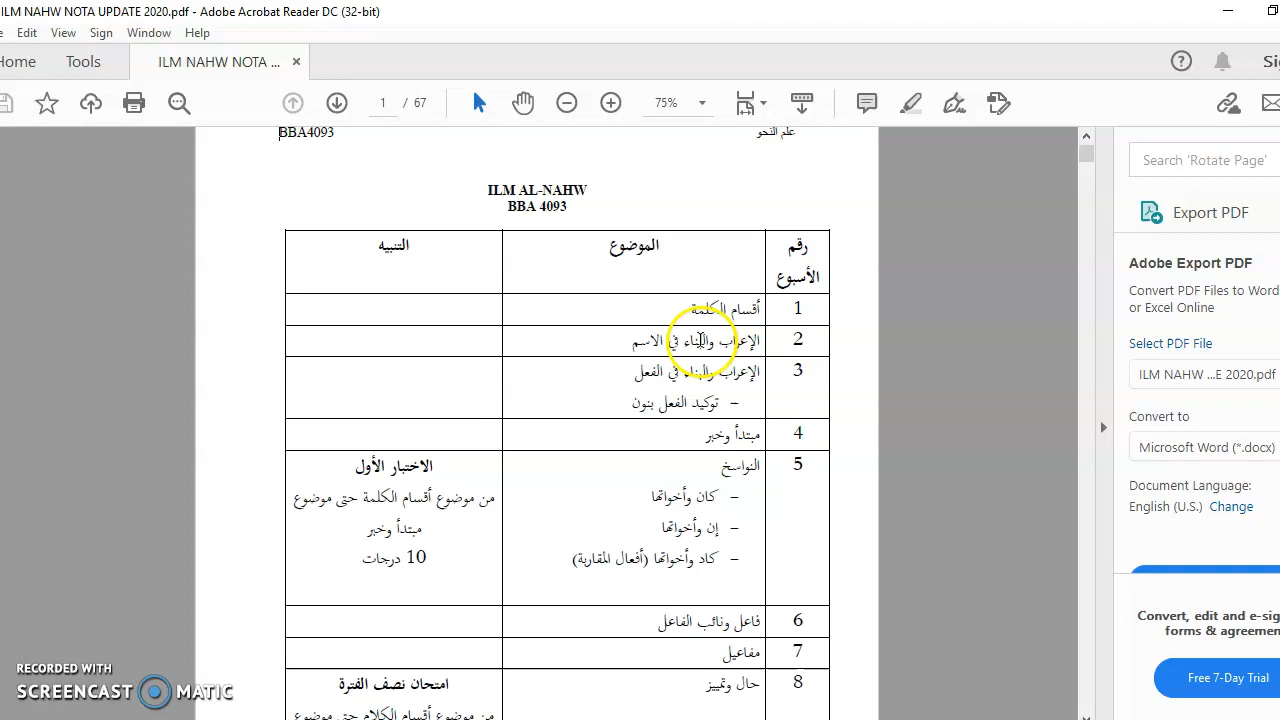 ILM NAHW NOTA UPDATE 2020.pdf - Adobe Acrobat Reader DC (32-bit)
Edit View Sign Window Help
Home Tools ILM NAHW NOTA ... ×
1 / 67 75%
BBA4093 علم النحو
ILM AL-NAHW
BBA 4093
رقم الموضوع التنبيه
الأسبوع
1 أقسام الكلمة
2 الإعراب والبناء في الاسم
3 الإعراب والبناء في الفعل
– توكيد الفعل بنون
4 مبتدأ وخبر
5 النواسخ الاختبار الأول
– كان وأخواتها من موضوع أقسام الكلمة حتى موضوع
– إن وأخواتها مبتدأ وخبر
– كاد وأخواتها (أفعال المقاربة) 10 درجات
6 فاعل ونائب الفاعل
7 مفاعيل
8 حال وتمييز امتحان نصف الفترة
من موضوع أقسام الكلام حتى موضوع
Search 'Rotate Page'
Export PDF
Adobe Export PDF
Convert PDF Files to Word
or Excel Online
Select PDF File
ILM NAHW ...E 2020.pdf
Convert to
Microsoft Word (*.docx)
Document Language:
English (U.S.) Change
Convert, edit and e-sig
forms & agreemen
Free 7-Day Trial
RECORDED WITH
SCREENCAST MATIC